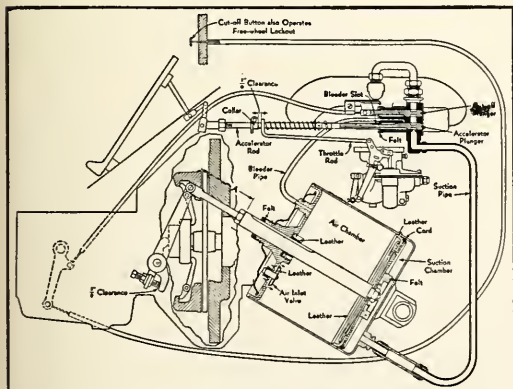 Cut-off Button also Operates
Free-wheel Lockout
Clearance
Bleeder Slot
Collar
Plunger
Accelerator
Plunger
Felt
Accelerator
Rod
Throttle
Rod
Bleeder
Pipe
Suction
Pipe
Felt
Air Chamber
Leather
Cord
Leather
Suction
Chamber
Leather
Felt
Clearance
Air Inlet
Valve
Leather